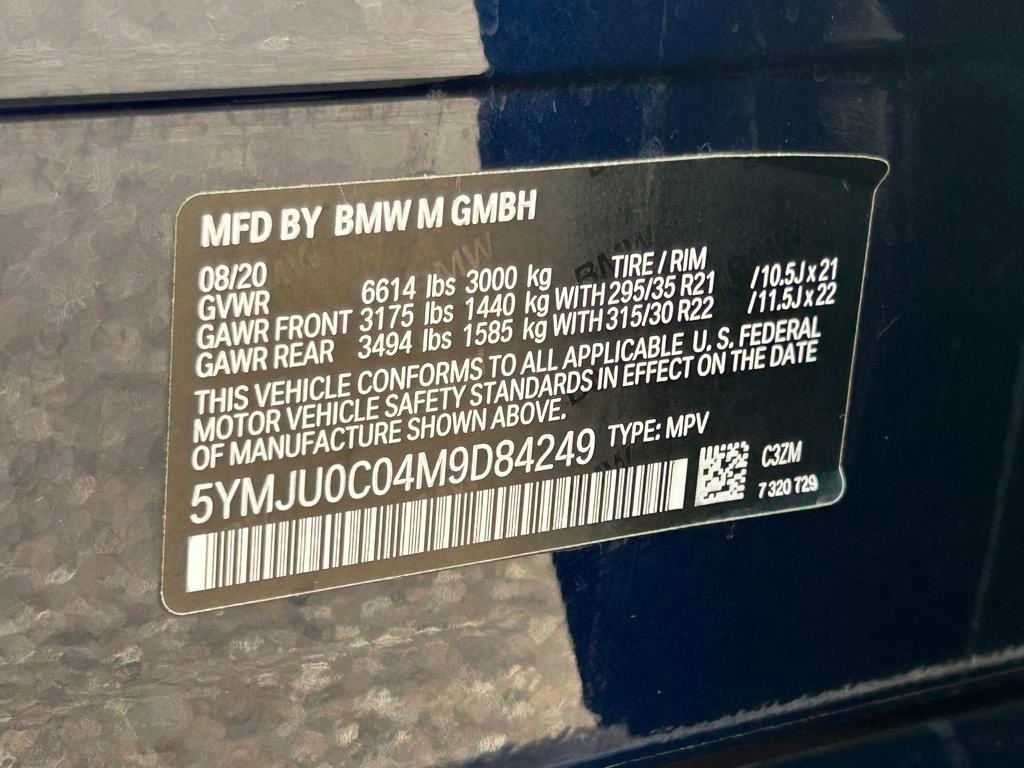 MFD BY BMW M GMBH
08/20 TIRE / RIM
GVWR 6614 lbs 3000 kg
GAWR FRONT 3175 lbs 1440 kg WITH 295/35 R21 /10.5J x 21
GAWR REAR 3494 lbs 1585 kg WITH 315/30 R22 /11.5J x 22
THIS VEHICLE CONFORMS TO ALL APPLICABLE U. S. FEDERAL
MOTOR VEHICLE SAFETY STANDARDS IN EFFECT ON THE DATE
OF MANUFACTURE SHOWN ABOVE.
5YMJU0C04M9D84249 TYPE: MPV
C3ZM
7 320 729